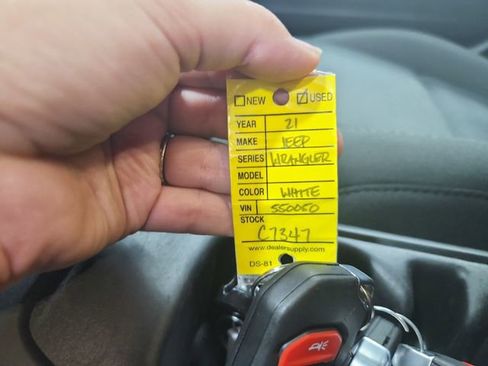 NEW USED
YEAR 21
MAKE JEEP
SERIES WRANGLER
MODEL
COLOR WHITE
VIN 550050
STOCK
C7347
www.dealersupply.com
DS-81